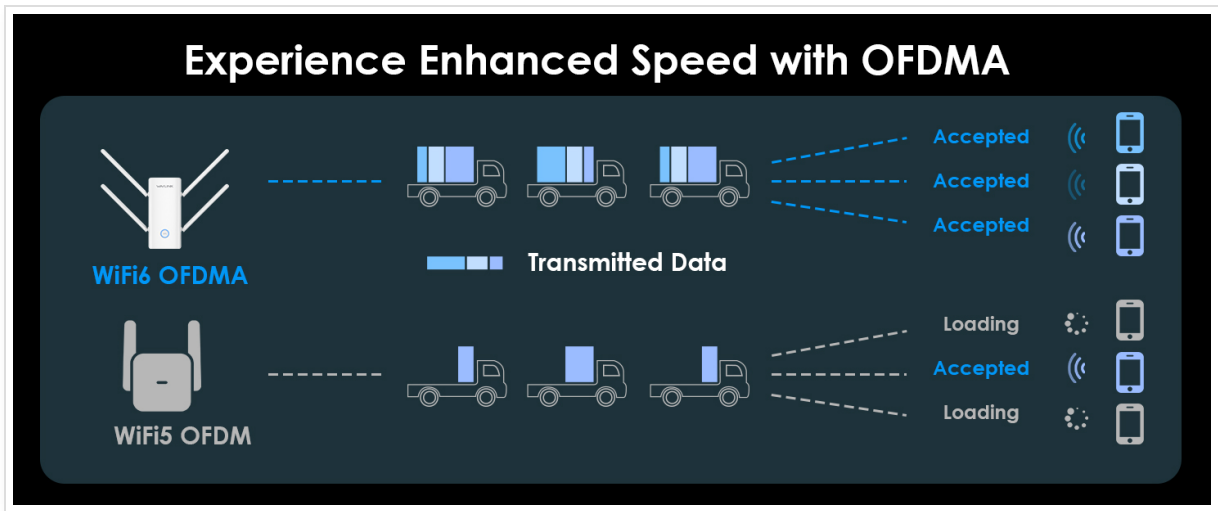 Experience Enhanced Speed with OFDMA
Accepted
Accepted
Accepted
WiFi6 OFDMA
Transmitted Data
Loading
Accepted
Loading
WiFi5 OFDM